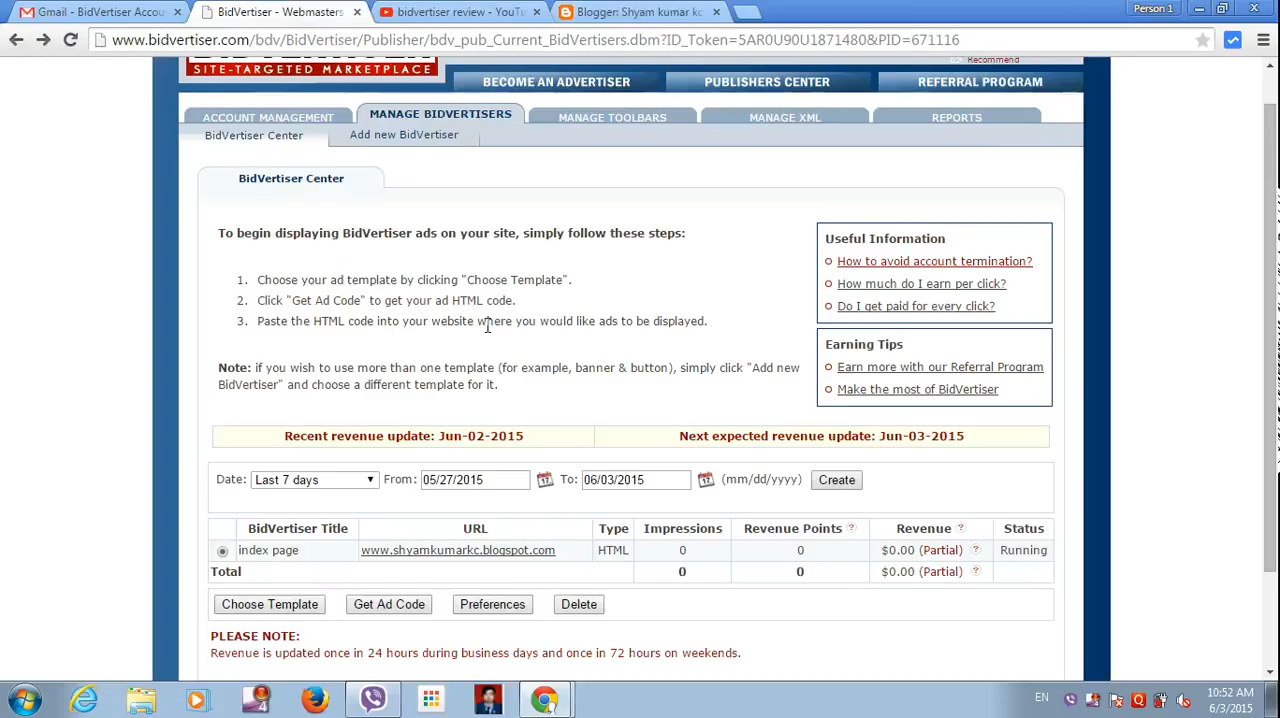 Gmail - BidVertiser Accou
BidVertiser - Webmasters
bidvertiser review - YouTu
Blogger: Shyam kumar kc
Person 1
www.bidvertiser.com/bdv/BidVertiser/Publisher/bdv_pub_Current_BidVertisers.dbm?ID_Token=5AR0U90U1871480&PID=671116
SITE-TARGETED MARKETPLACE
Recommend
BECOME AN ADVERTISER
PUBLISHERS CENTER
REFERRAL PROGRAM
ACCOUNT MANAGEMENT
MANAGE BIDVERTISERS
MANAGE TOOLBARS
MANAGE XML
REPORTS
BidVertiser Center
Add new BidVertiser
BidVertiser Center
To begin displaying BidVertiser ads on your site, simply follow these steps:
1. Choose your ad template by clicking "Choose Template".
2. Click "Get Ad Code" to get your ad HTML code.
3. Paste the HTML code into your website where you would like ads to be displayed.
Note: if you wish to use more than one template (for example, banner & button), simply click "Add new
BidVertiser" and choose a different template for it.
Useful Information
How to avoid account termination?
How much do I earn per click?
Do I get paid for every click?
Earning Tips
Earn more with our Referral Program
Make the most of BidVertiser
Recent revenue update: Jun-02-2015
Next expected revenue update: Jun-03-2015
Date: Last 7 days From: 05/27/2015 To: 06/03/2015 (mm/dd/yyyy) Create
BidVertiser Title URL Type Impressions Revenue Points ? Revenue ? Status
index page www.shyamkumarkc.blogspot.com HTML 0 0 $0.00 (Partial) ? Running
Total 0 0 $0.00 (Partial) ?
Choose Template Get Ad Code Preferences Delete
PLEASE NOTE:
Revenue is updated once in 24 hours during business days and once in 72 hours on weekends.
EN
10:52 AM
6/3/2015